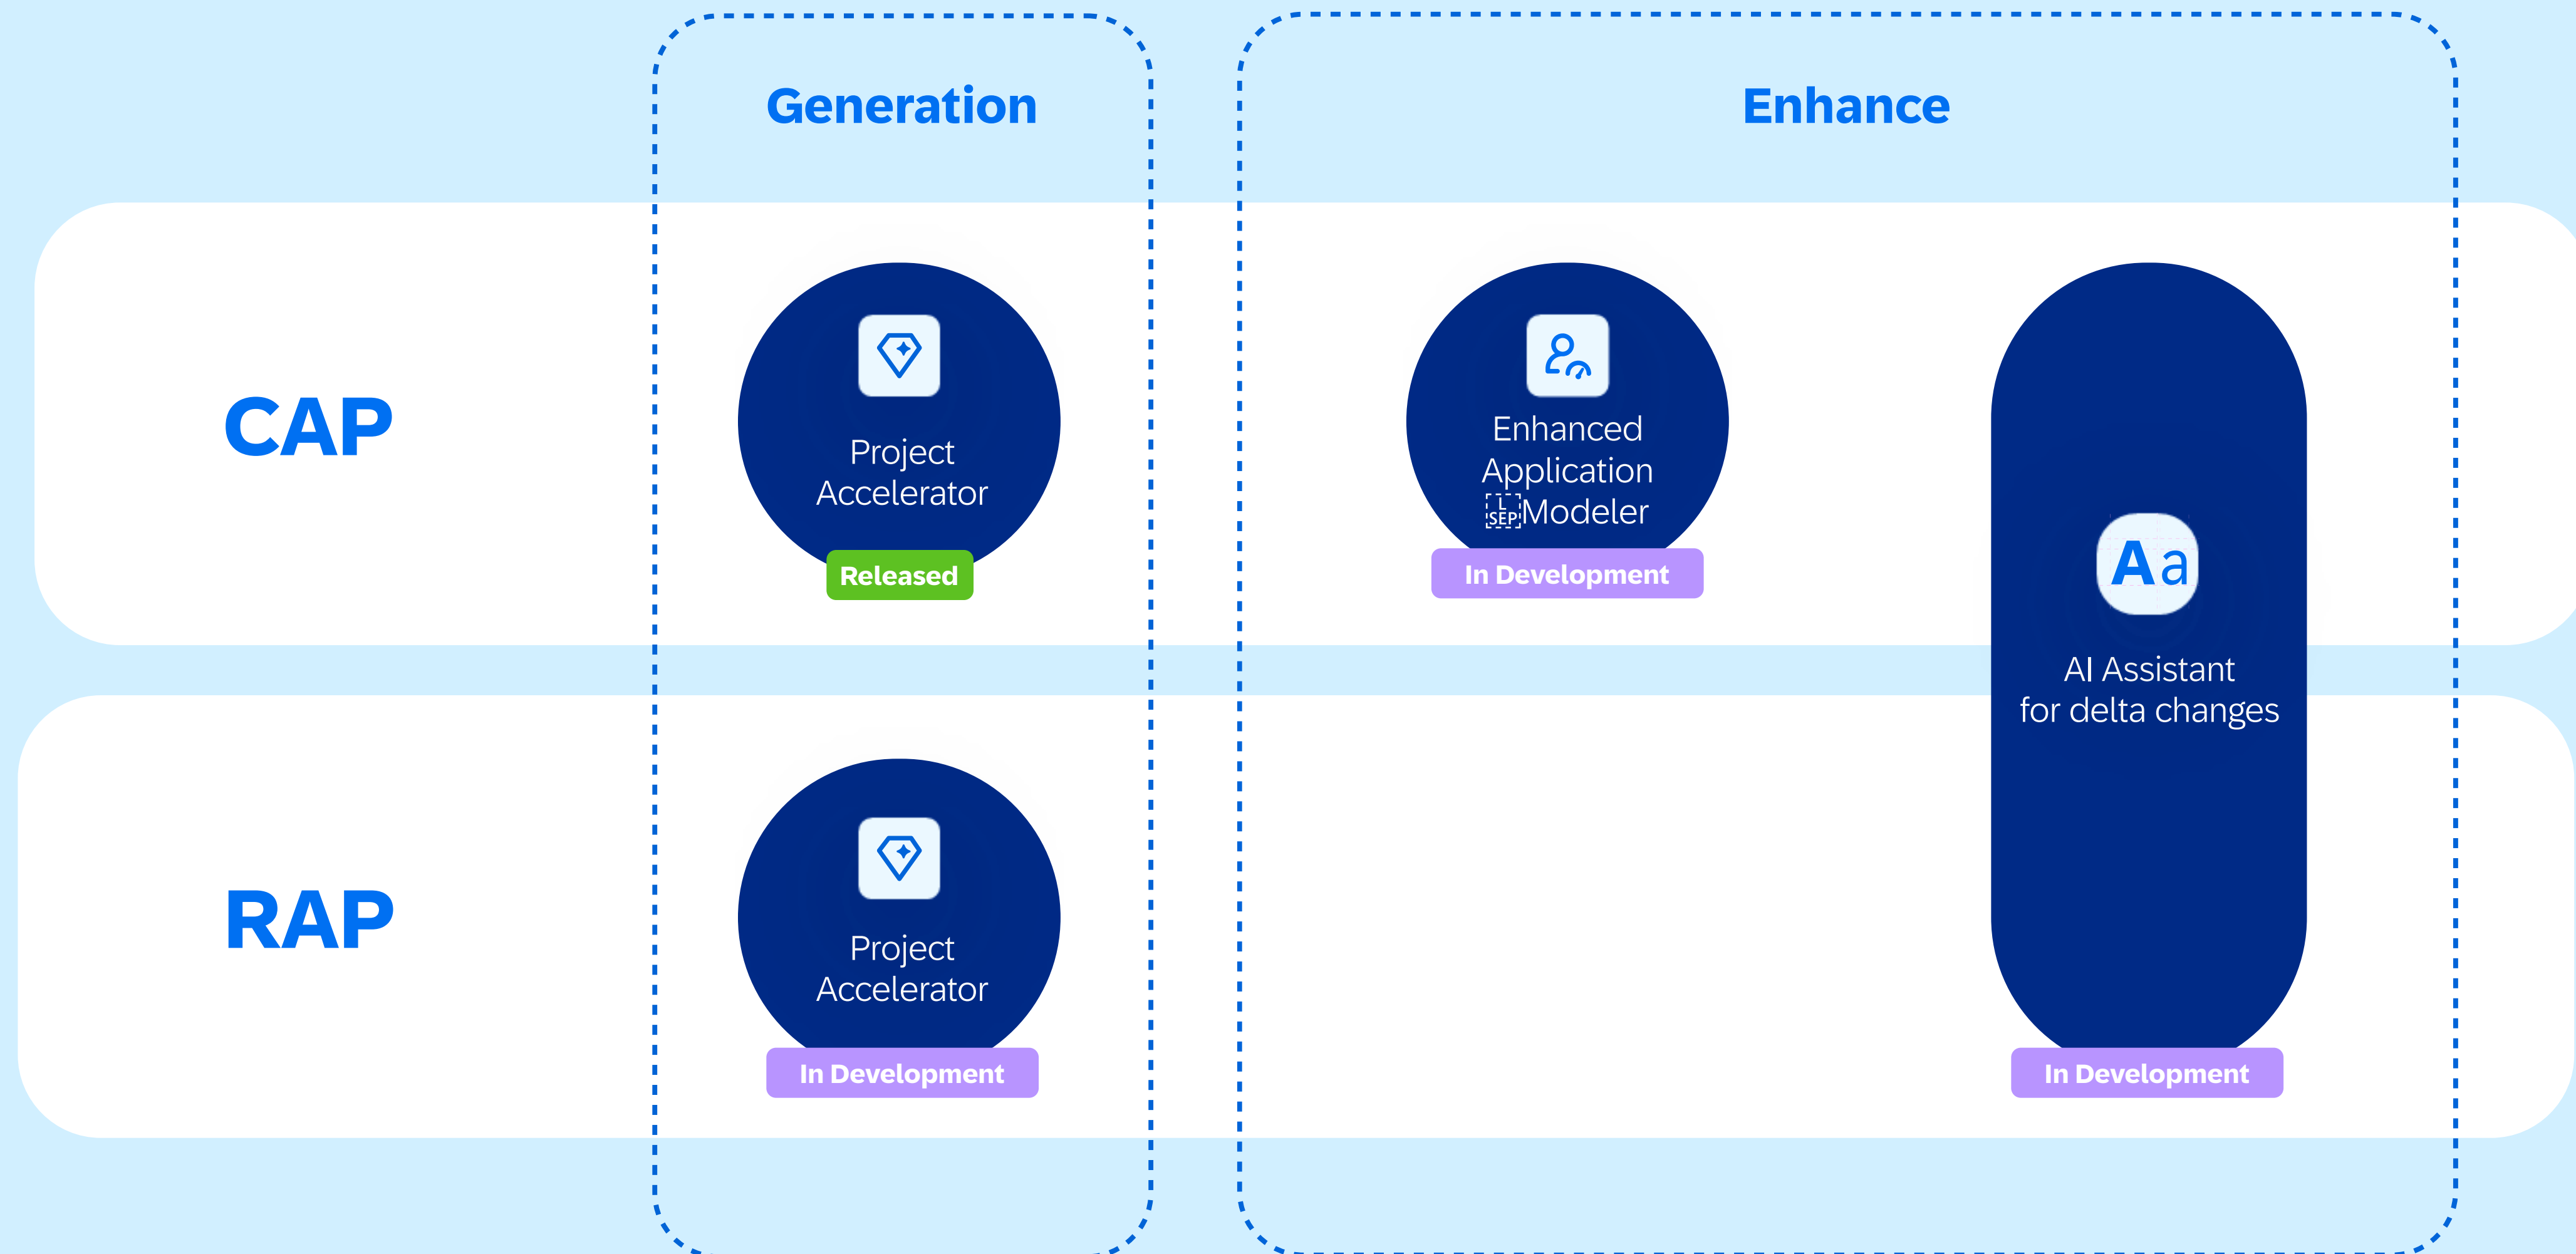 Generation
Enhance
CAP
Project
Accelerator
Released
Enhanced
Application
LSEPModeler
In Development
Aa
AI Assistant
for delta changes
In Development
RAP
Project
Accelerator
In Development